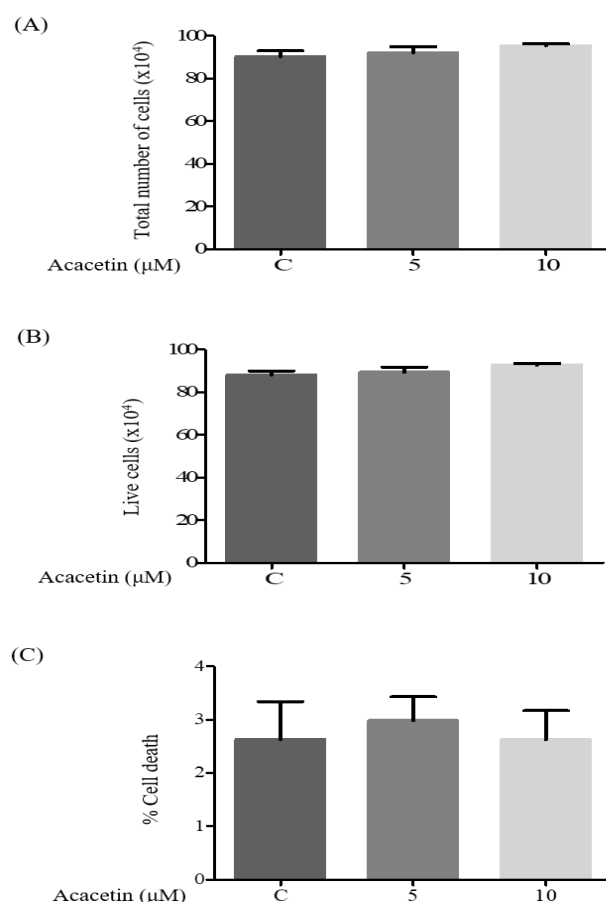 (A)
Total number of cells (x10⁴)
100
80
60
40
20
0
Acacetin (μM)
C 5 10
(B)
Live cells (x10⁴)
100
80
60
40
20
0
Acacetin (μM)
C 5 10
(C)
% Cell death
4
3
2
1
0
Acacetin (μM)
C 5 10